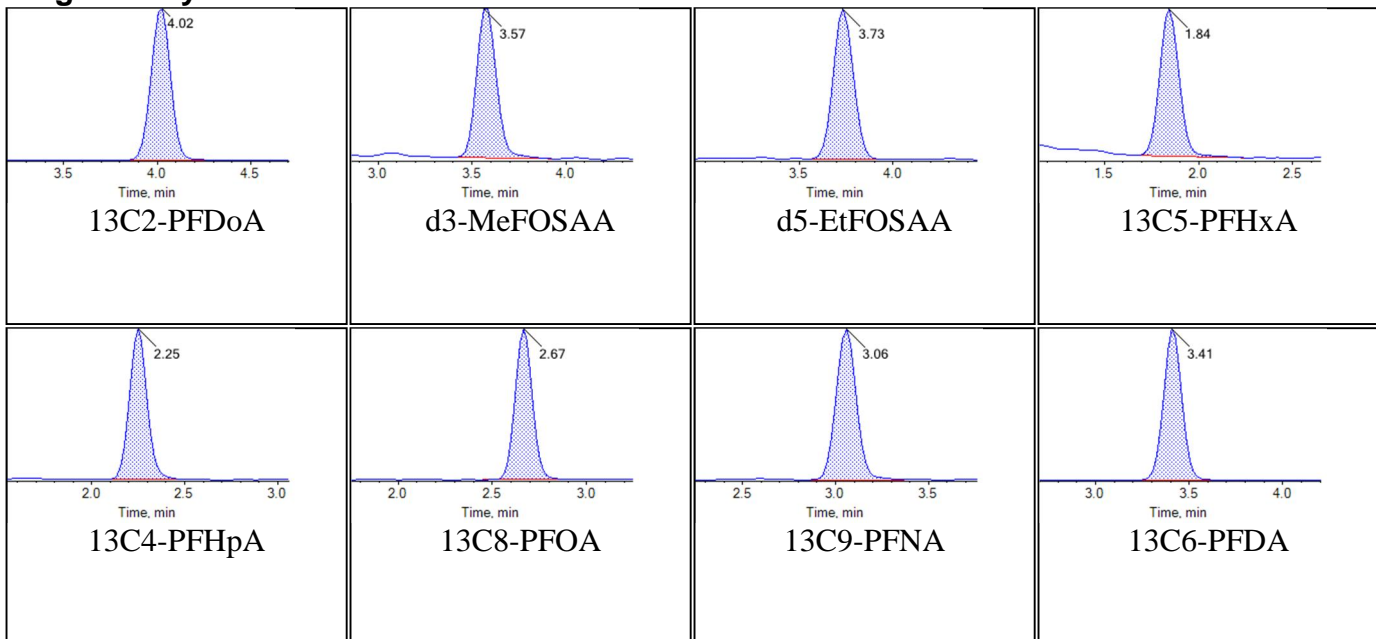 4.02
3.5 4.0 4.5
Time, min
13C2-PFDoA
3.57
3.0 3.5 4.0
Time, min
d3-MeFOSAA
3.73
3.5 4.0
Time, min
d5-EtFOSAA
1.84
1.5 2.0 2.5
Time, min
13C5-PFHxA
2.25
2.0 2.5 3.0
Time, min
13C4-PFHpA
2.67
2.0 2.5 3.0
Time, min
13C8-PFOA
3.06
2.5 3.0 3.5
Time, min
13C9-PFNA
3.41
3.0 3.5 4.0
Time, min
13C6-PFDA